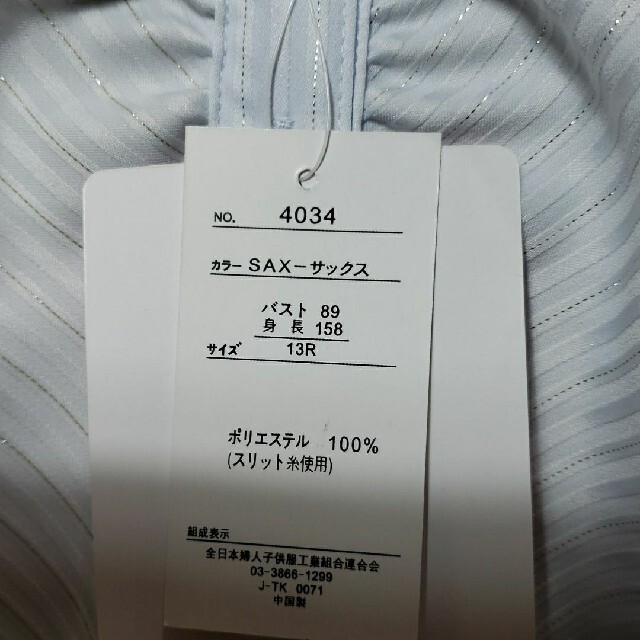 NO. 4034
カラー SAX－サックス
バスト 89
身長 158
サイズ 13R
ポリエステル 100%
(スリット糸使用)
組成表示
全日本婦人子供服工業組合連合会
03-3866-1299
J-TK 0071
中国製